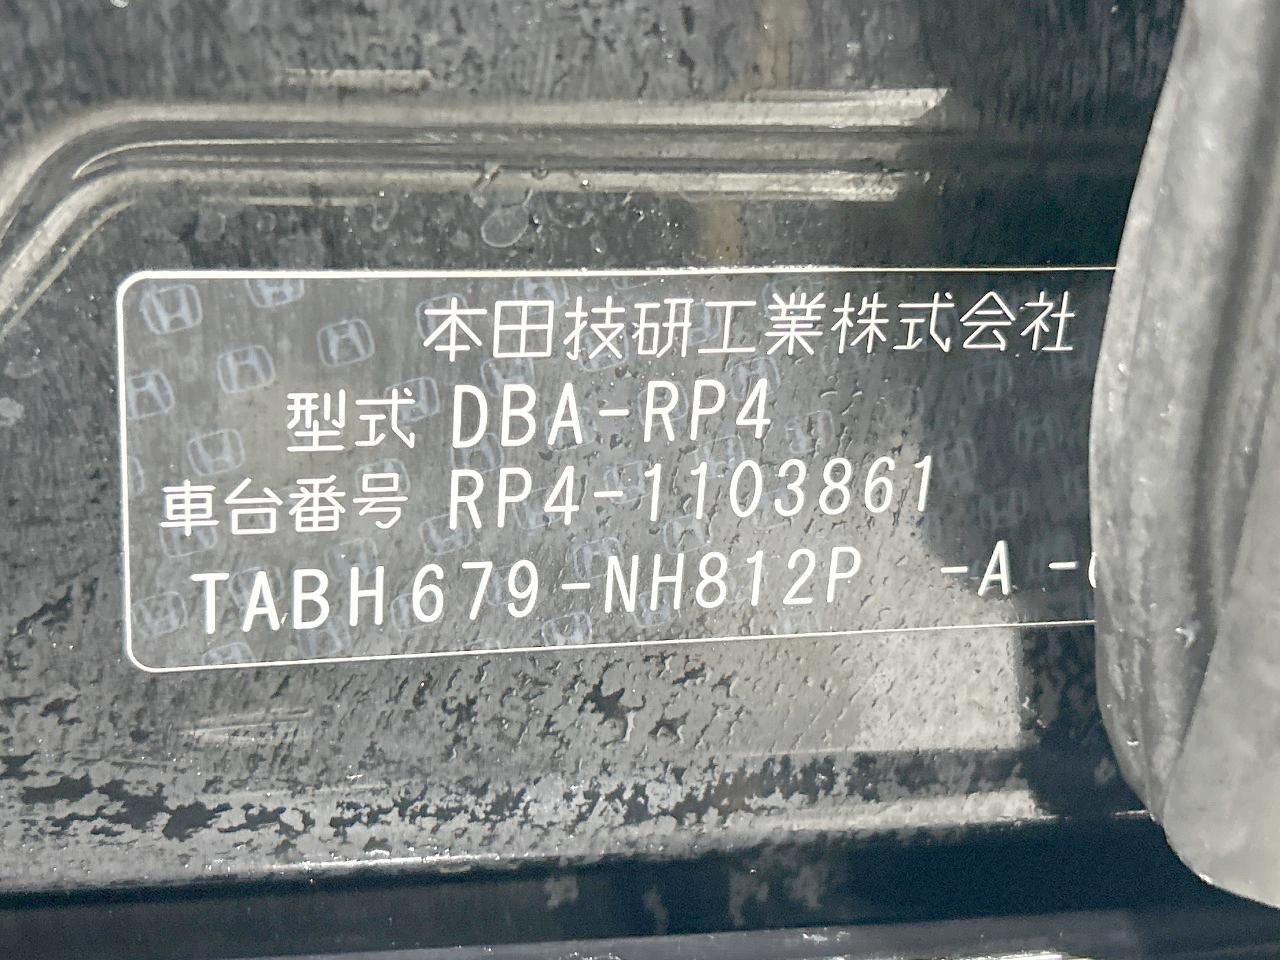 本田技研工業株式会社
型式 DBA-RP4
車台番号 RP4-1103861
TABH679-NH812P -A -